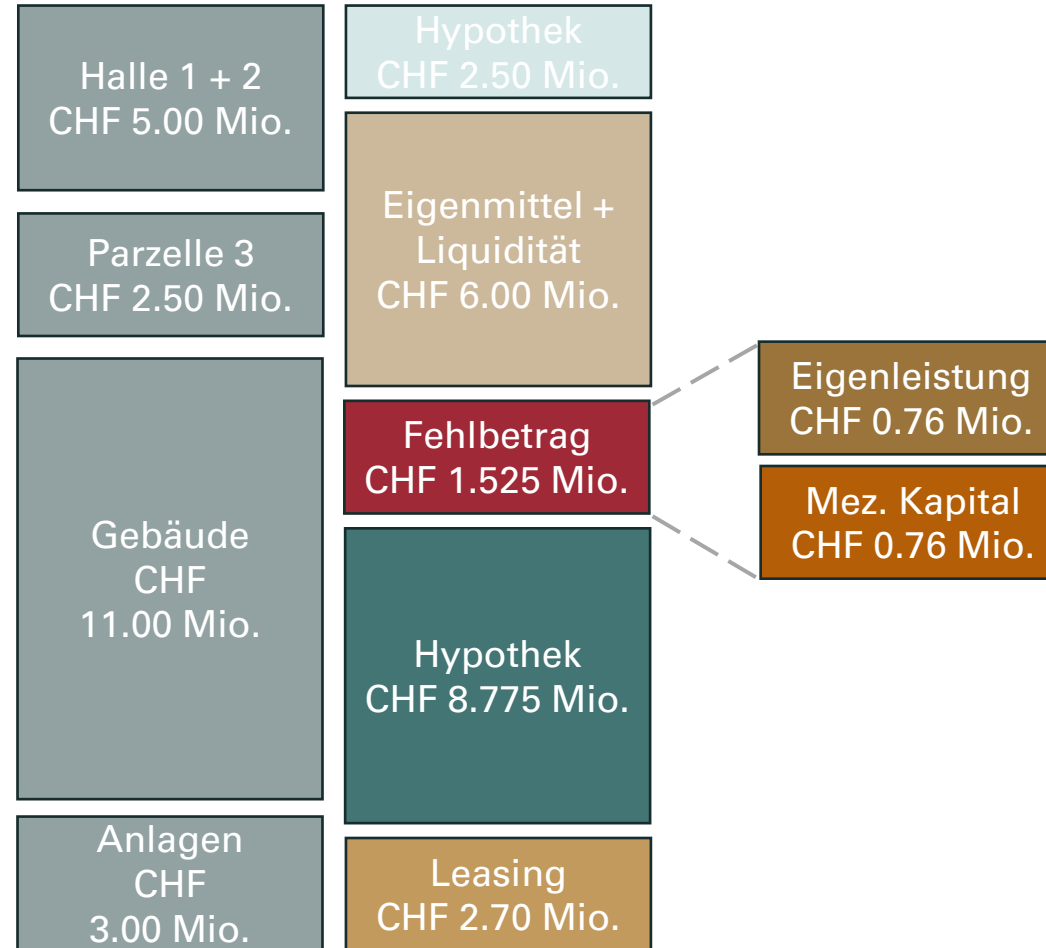 Halle 1 + 2
CHF 5.00 Mio.
Parzelle 3
CHF 2.50 Mio.
Gebäude
CHF
11.00 Mio.
Anlagen
CHF
3.00 Mio.
Hypothek
CHF 2.50 Mio.
Eigenmittel +
Liquidität
CHF 6.00 Mio.
Fehlbetrag
CHF 1.525 Mio.
Hypothek
CHF 8.775 Mio.
Leasing
CHF 2.70 Mio.
Eigenleistung
CHF 0.76 Mio.
Mez. Kapital
CHF 0.76 Mio.